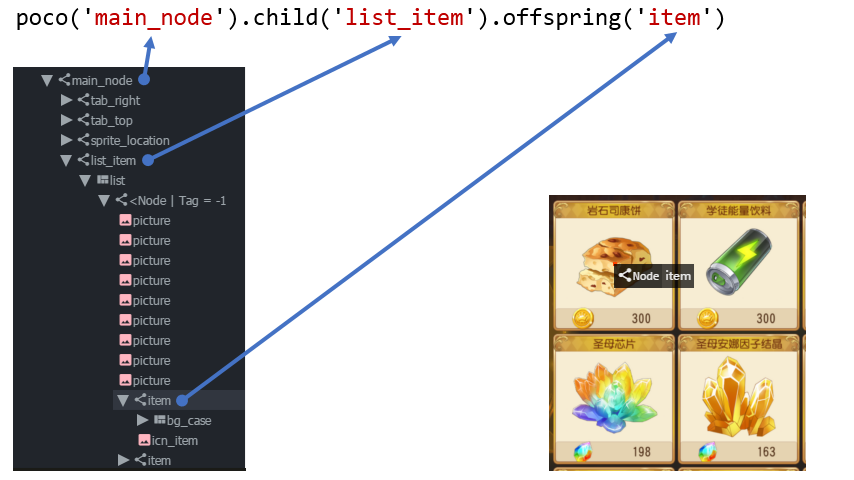 poco('main_node').child('list_item').offspring('item')
main_node
tab_right
tab_top
sprite_location
list_item
list
<Node | Tag = -1
picture
picture
picture
picture
picture
picture
picture
picture
picture
item
bg_case
icn_item
item
岩石司康饼
学徒能量饮料
Node item
300
300
圣母芯片
圣母安娜因子结晶
198
163